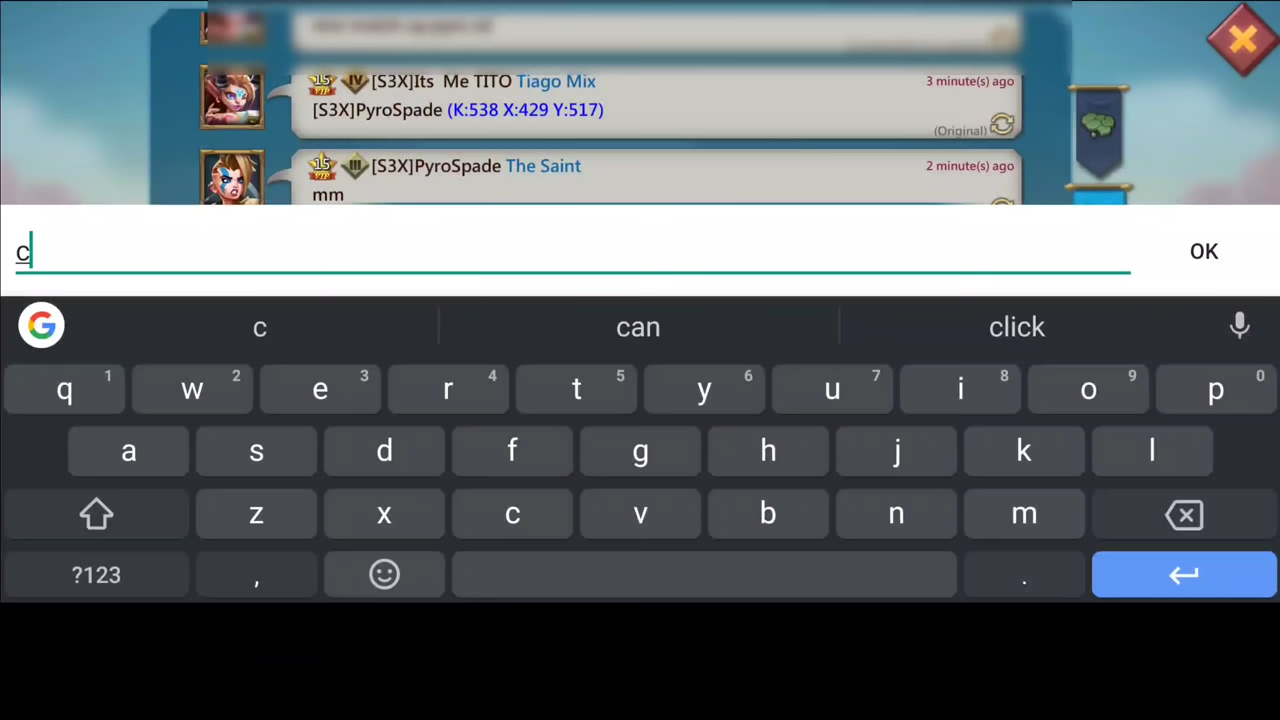 15 VIP IV [S3X]Its Me TITO Tiago Mix 3 minute(s) ago
[S3X]PyroSpade (K:538 X:429 Y:517)
(Original)
15 VIP III [S3X]PyroSpade The Saint 2 minute(s) ago
mm
c OK
c can click
q 1 w 2 e 3 r 4 t 5 y 6 u 7 i 8 o 9 p 0
a s d f g h j k l
z x c v b n m
?123 , .